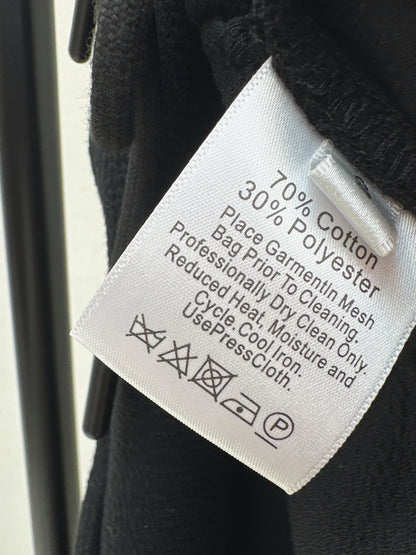 70% Cotton
30% Polyester
Place GarmentIn Mesh
Bag Prior To Cleaning.
Professionally Dry Clean Only.
Reduced Heat, Moisture and
Cycle. Cool Iron.
UsePressCloth.
P